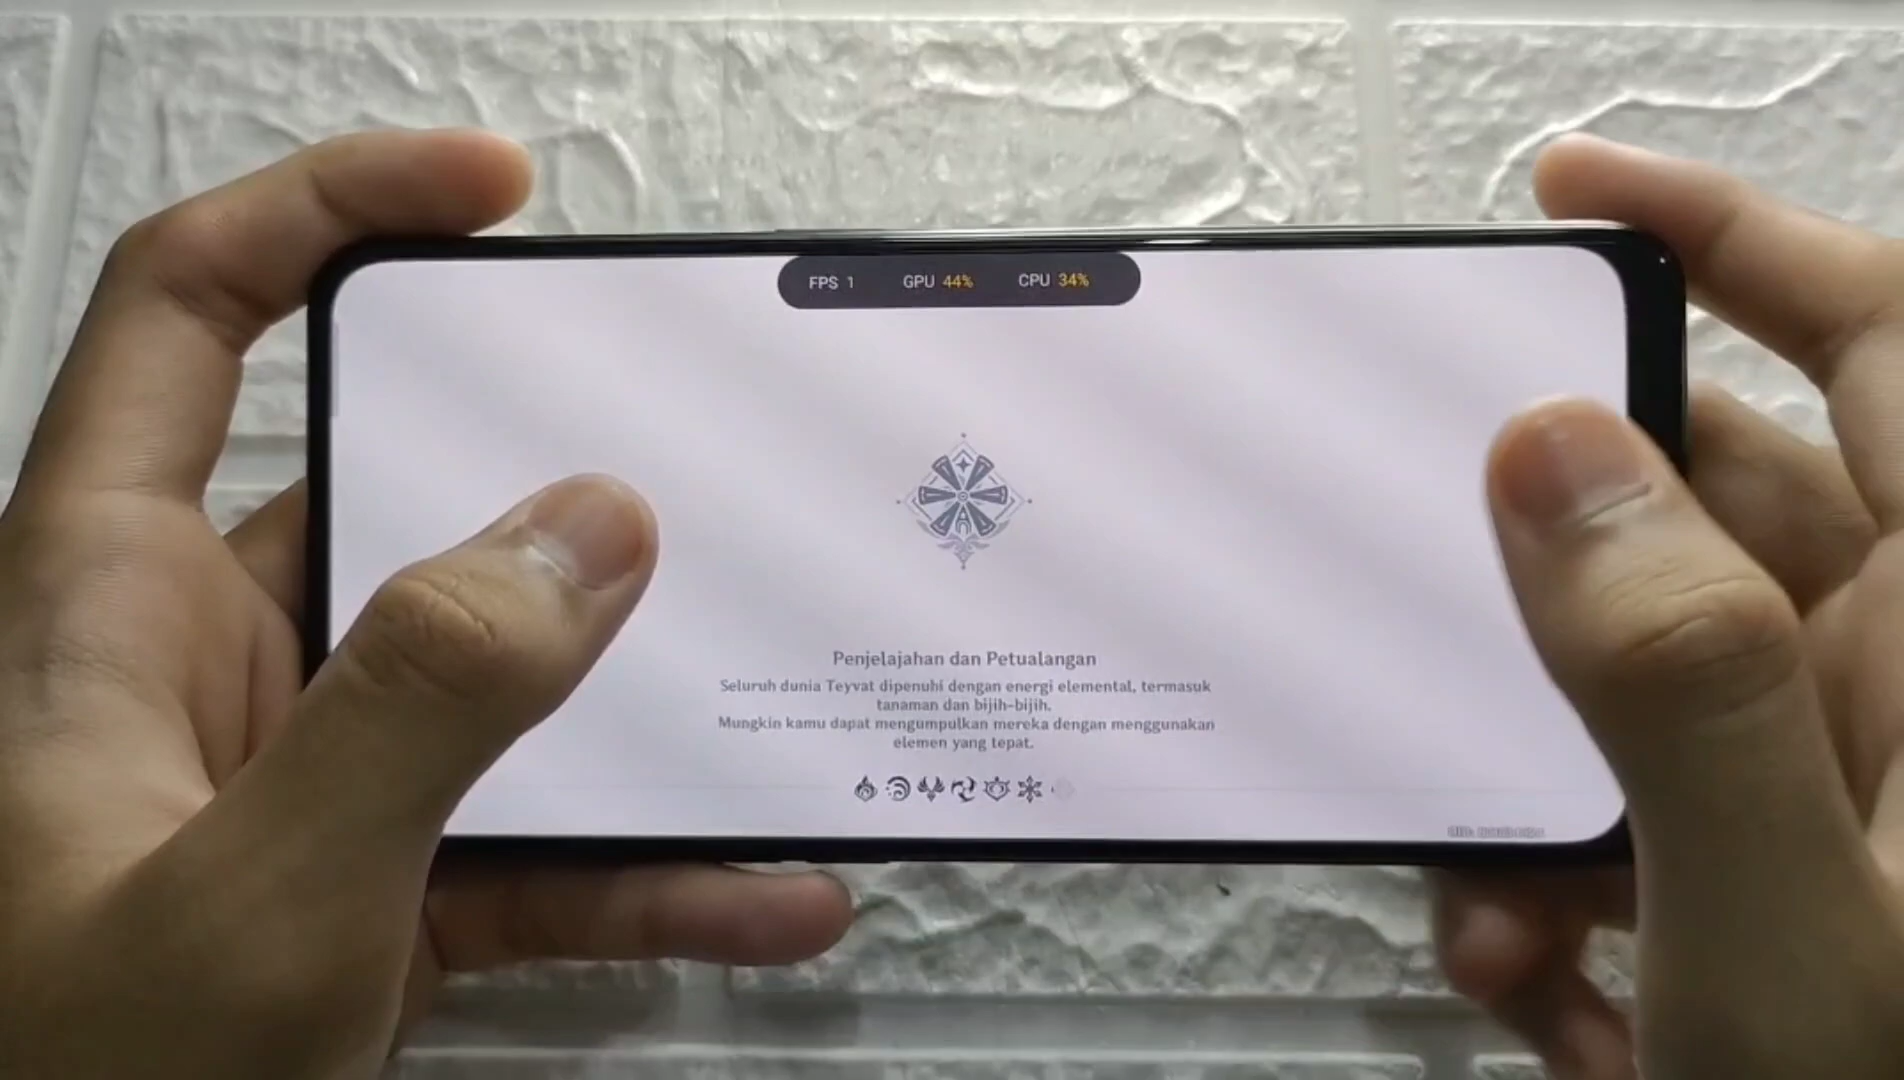 FPS 1 GPU 44% CPU 34%
Penjelajahan dan Petualangan
Seluruh dunia Teyvat dipenuhi dengan energi elemental, termasuk
tanaman dan bijih-bijih.
Mungkin kamu dapat mengumpulkan mereka dengan menggunakan
elemen yang tepat.